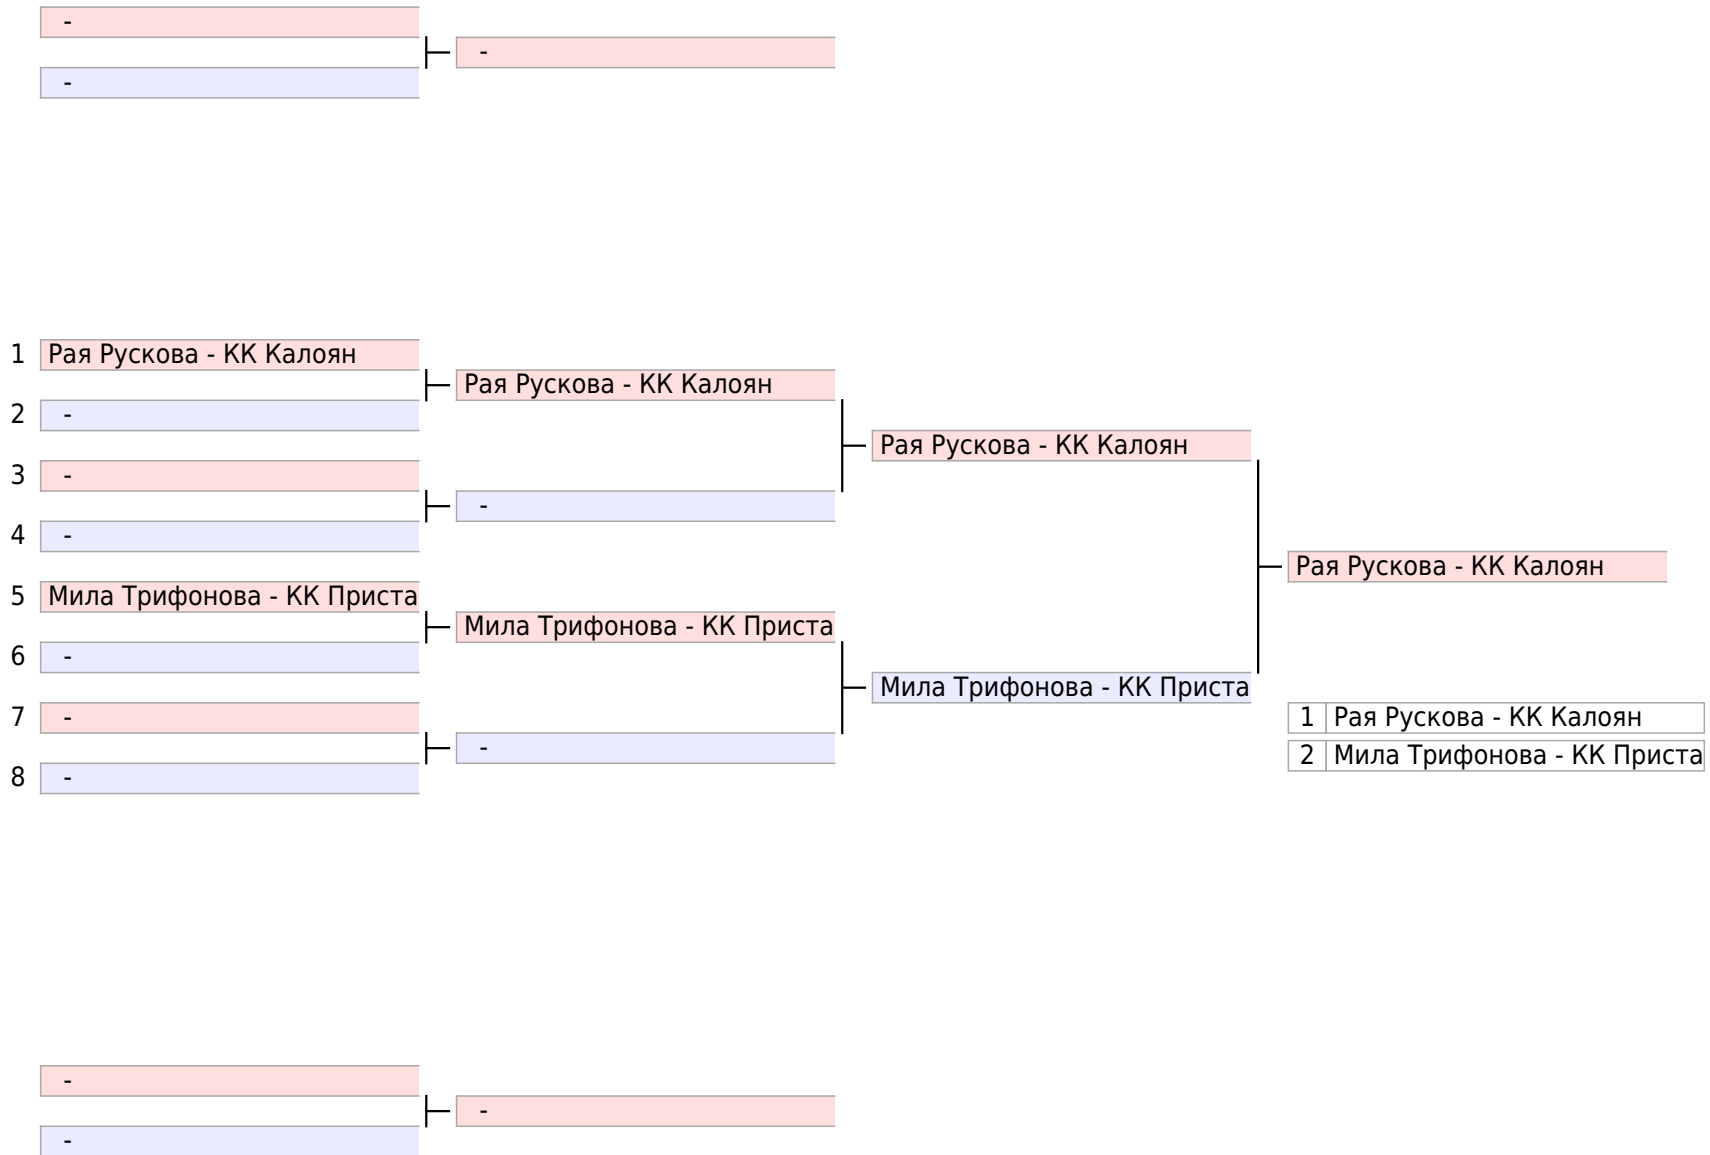 -
-
-
1 Рая Рускова - КК Калоян
Рая Рускова - КК Калоян
2 -
Рая Рускова - КК Калоян
3 -
-
4 -
Рая Рускова - КК Калоян
5 Мила Трифонова - КК Приста
Мила Трифонова - КК Приста
6 -
Мила Трифонова - КК Приста
7 -
1 Рая Рускова - КК Калоян
-
2 Мила Трифонова - КК Приста
8 -
-
-
-